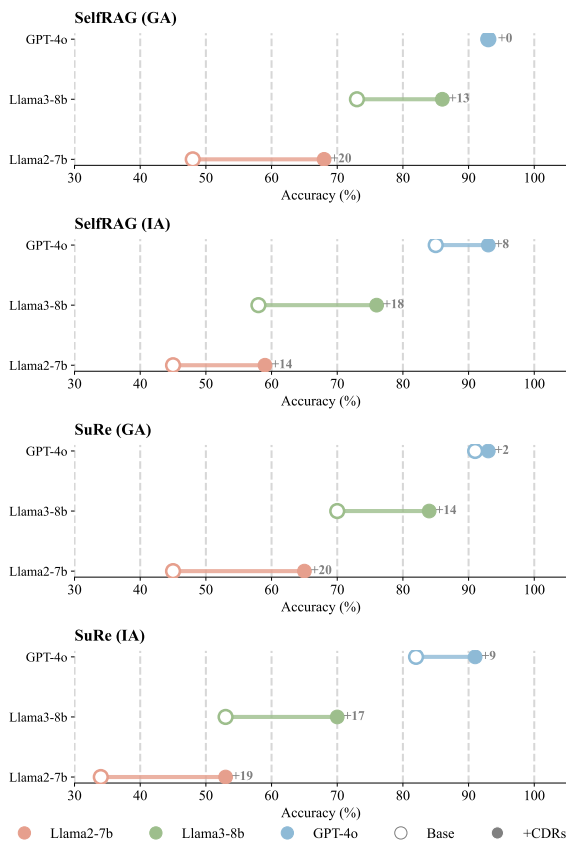 SelfRAG (GA)
GPT-4o
+0
Llama3-8b
+13
Llama2-7b
+20
30 40 50 60 70 80 90 100
Accuracy (%)
SelfRAG (IA)
GPT-4o
+8
Llama3-8b
+18
Llama2-7b
+14
30 40 50 60 70 80 90 100
Accuracy (%)
SuRe (GA)
GPT-4o
+2
Llama3-8b
+14
Llama2-7b
+20
30 40 50 60 70 80 90 100
Accuracy (%)
SuRe (IA)
GPT-4o
+9
Llama3-8b
+17
Llama2-7b
+19
30 40 50 60 70 80 90 100
Accuracy (%)
Llama2-7b Llama3-8b GPT-4o Base +CDRs